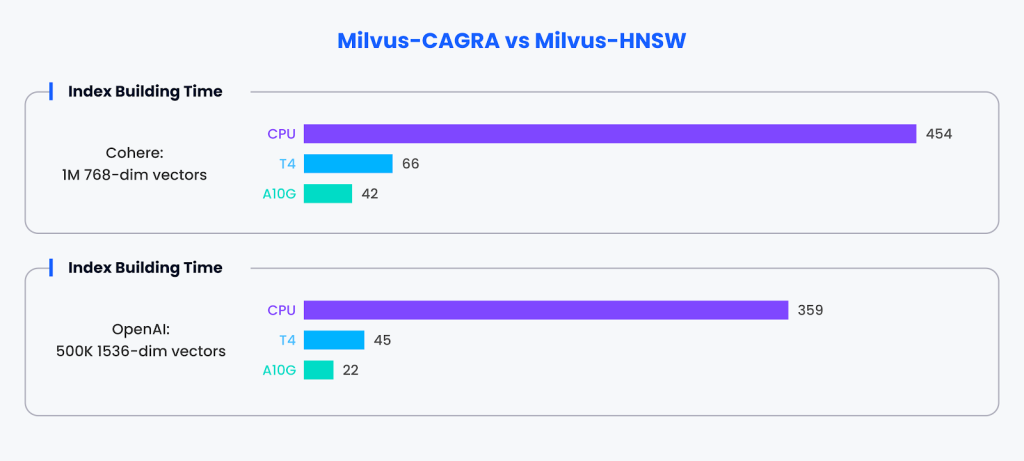 Milvus-CAGRA vs Milvus-HNSW
Index Building Time
Cohere:
1M 768-dim vectors
CPU 454
T4 66
A10G 42
Index Building Time
OpenAI:
500K 1536-dim vectors
CPU 359
T4 45
A10G 22